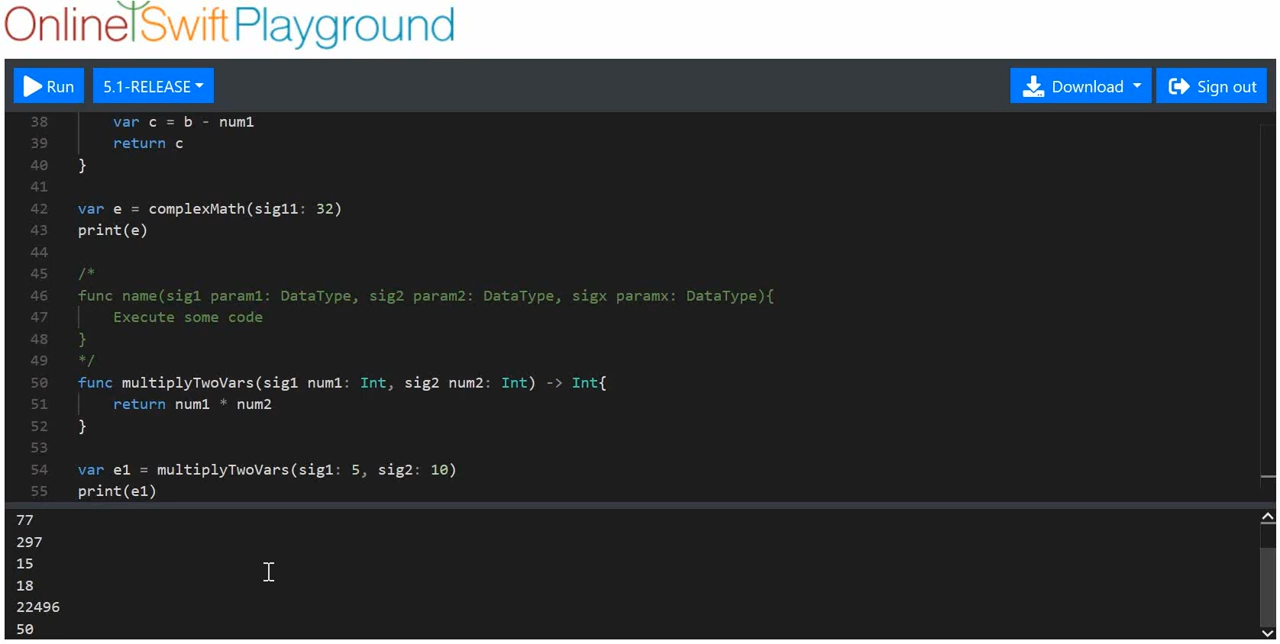 OnlineSwiftPlayground
Run 5.1-RELEASE Download Sign out
38 var c = b - num1
39 return c
40 }
41
42 var e = complexMath(sig11: 32)
43 print(e)
44
45 /*
46 func name(sig1 param1: DataType, sig2 param2: DataType, sigx paramx: DataType){
47 Execute some code
48 }
49 */
50 func multiplyTwoVars(sig1 num1: Int, sig2 num2: Int) -> Int{
51 return num1 * num2
52 }
53
54 var e1 = multiplyTwoVars(sig1: 5, sig2: 10)
55 print(e1)
77
297
15
18
22496
50